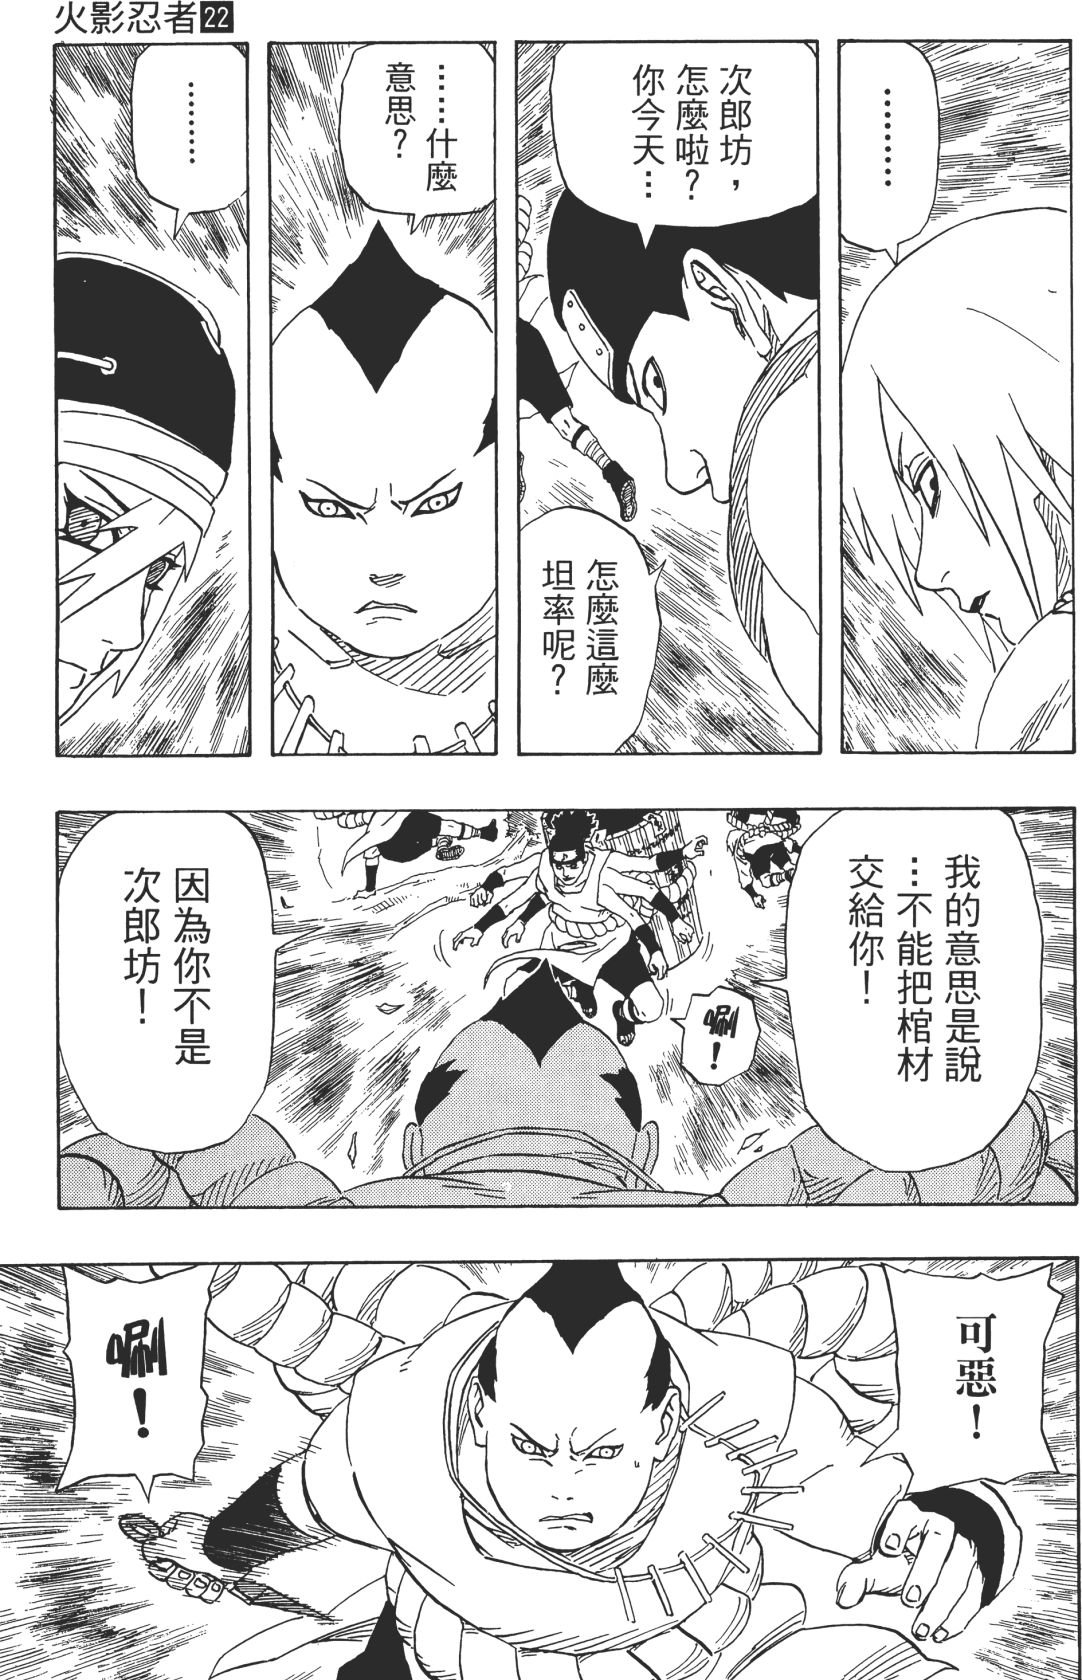 火影忍者22
………
次郎坊，
怎麼啦？
你今天…
怎麼這麼
坦率呢？
……什麼
意思？
………
我的意思是說
…不能把棺材
交給你！
唰！
因為你不是
次郎坊！
可惡！
唰！